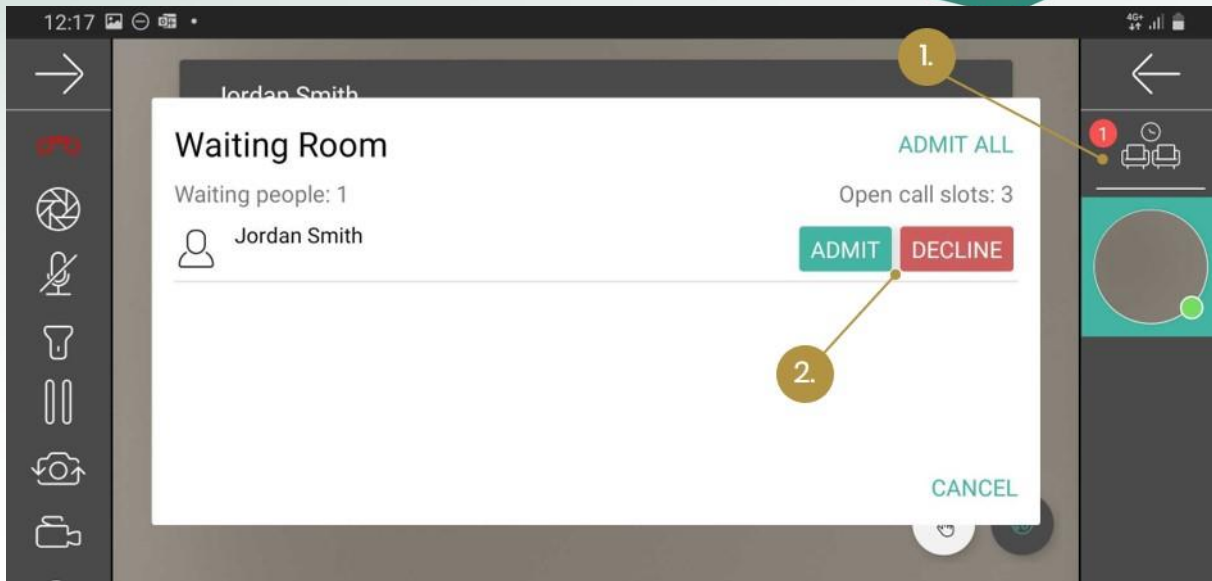 12:17
4G+
1.
Jordan Smith
Waiting Room
ADMIT ALL
1
Waiting people: 1
Open call slots: 3
Jordan Smith
ADMIT
DECLINE
2.
CANCEL